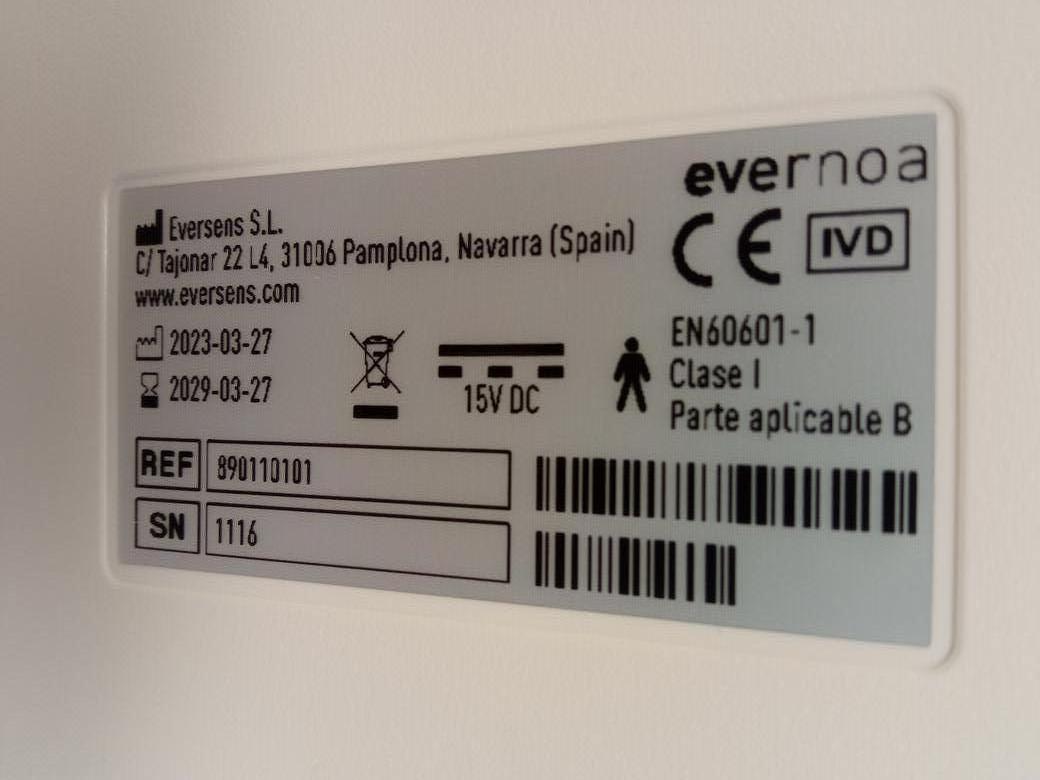 evernoa
Eversens S.L.
C/ Tajonar 22 L4, 31006 Pamplona, Navarra (Spain)
www.eversens.com
CE IVD
2023-03-27
2029-03-27
15V DC
EN60601-1
Clase I
Parte aplicable B
REF 890110101
SN 1116